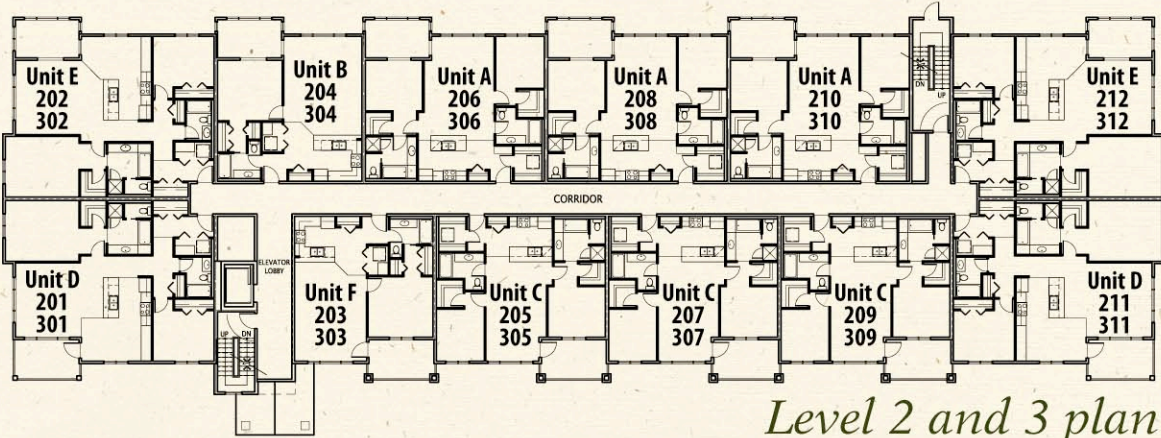 Unit E
202
302
Unit B
204
304
Unit A
206
306
Unit A
208
308
Unit A
210
310
DN
UP
Unit E
212
312
CORRIDOR
ELEVATOR
LOBBY
Unit D
201
301
UP DN
Unit F
203
303
Unit C
205
305
Unit C
207
307
Unit C
209
309
Unit D
211
311
Level 2 and 3 plan